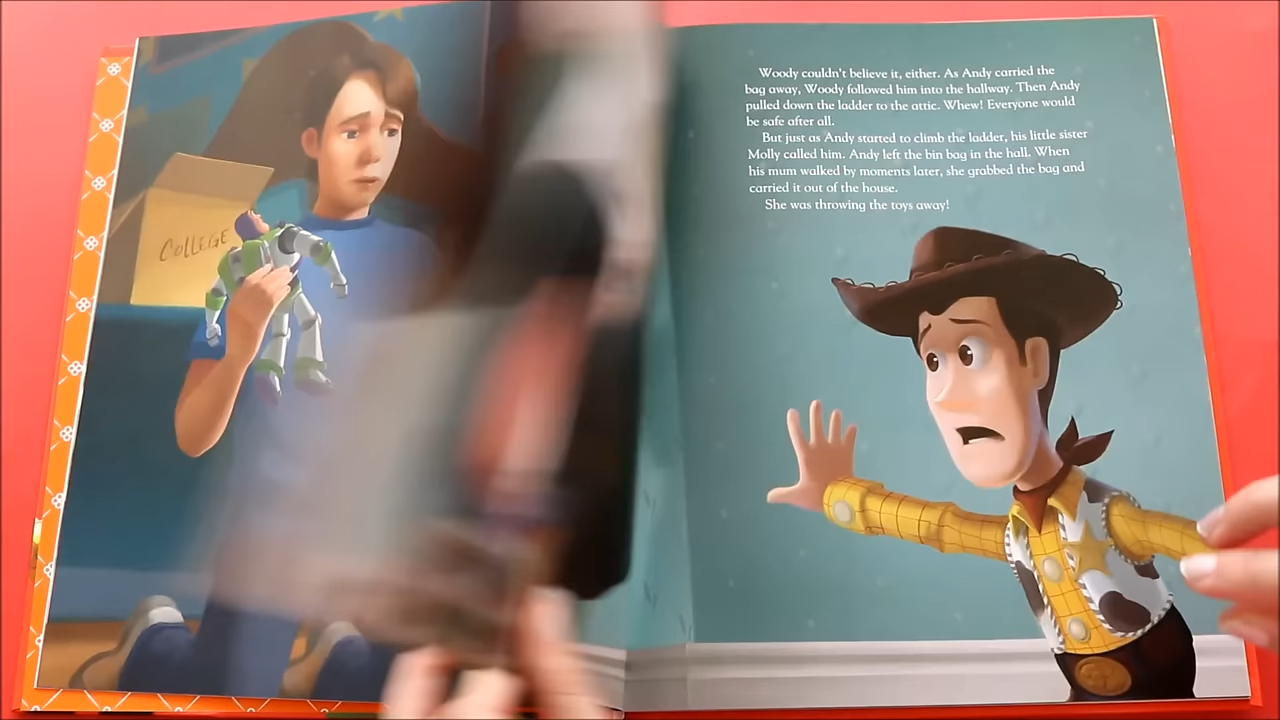 COLLEGE
Woody couldn't believe it, either. As Andy carried the
bag away, Woody followed him into the hallway. Then Andy
pulled down the ladder to the attic. Whew! Everyone would
be safe after all.
But just as Andy started to climb the ladder, his little sister
Molly called him. Andy left the bin bag in the hall. When
his mum walked by moments later, she grabbed the bag and
carried it out of the house.
She was throwing the toys away!